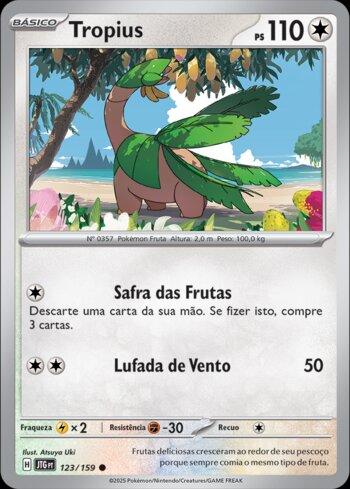 BÁSICO
Tropius
PS 110
Nº 0357 Pokémon Fruta Altura: 2,0 m Peso: 100,0 kg
Safra das Frutas
Descarte uma carta da sua mão. Se fizer isto, compre
3 cartas.
Lufada de Vento 50
Fraqueza × 2 Resistência -30 Recuo
Ilust. Atsuya Uki
H JTG PT 123/159
Frutas deliciosas cresceram ao redor de seu pescoço
porque sempre comia o mesmo tipo de fruta.
©2025 Pokémon/Nintendo/Creatures/GAME FREAK